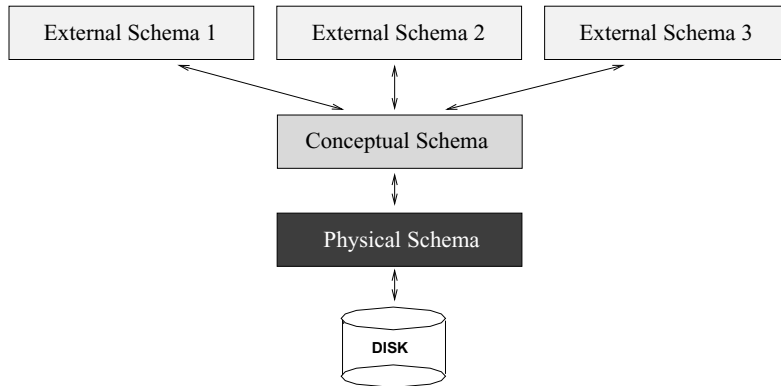 External Schema 1
External Schema 2
External Schema 3
Conceptual Schema
Physical Schema
DISK